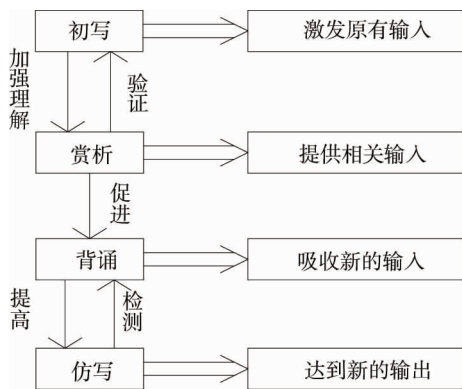 初写
激发原有输入
加强理解
验证
赏析
提供相关输入
促进
背诵
吸收新的输入
提高
检测
仿写
达到新的输出